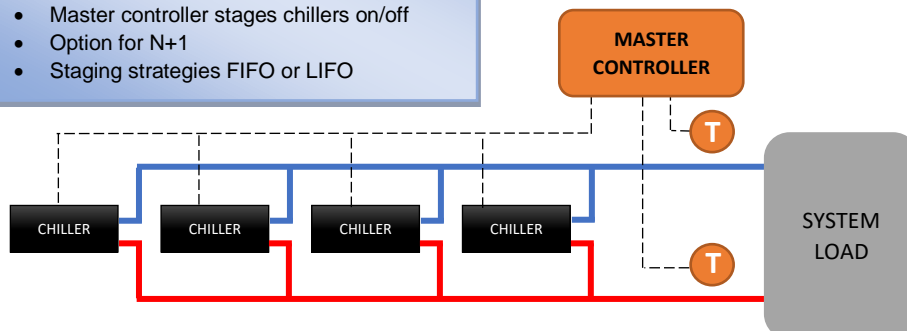 • Master controller stages chillers on/off
• Option for N+1
• Staging strategies FIFO or LIFO
MASTER
CONTROLLER
T
CHILLER
CHILLER
CHILLER
CHILLER
SYSTEM
LOAD
T